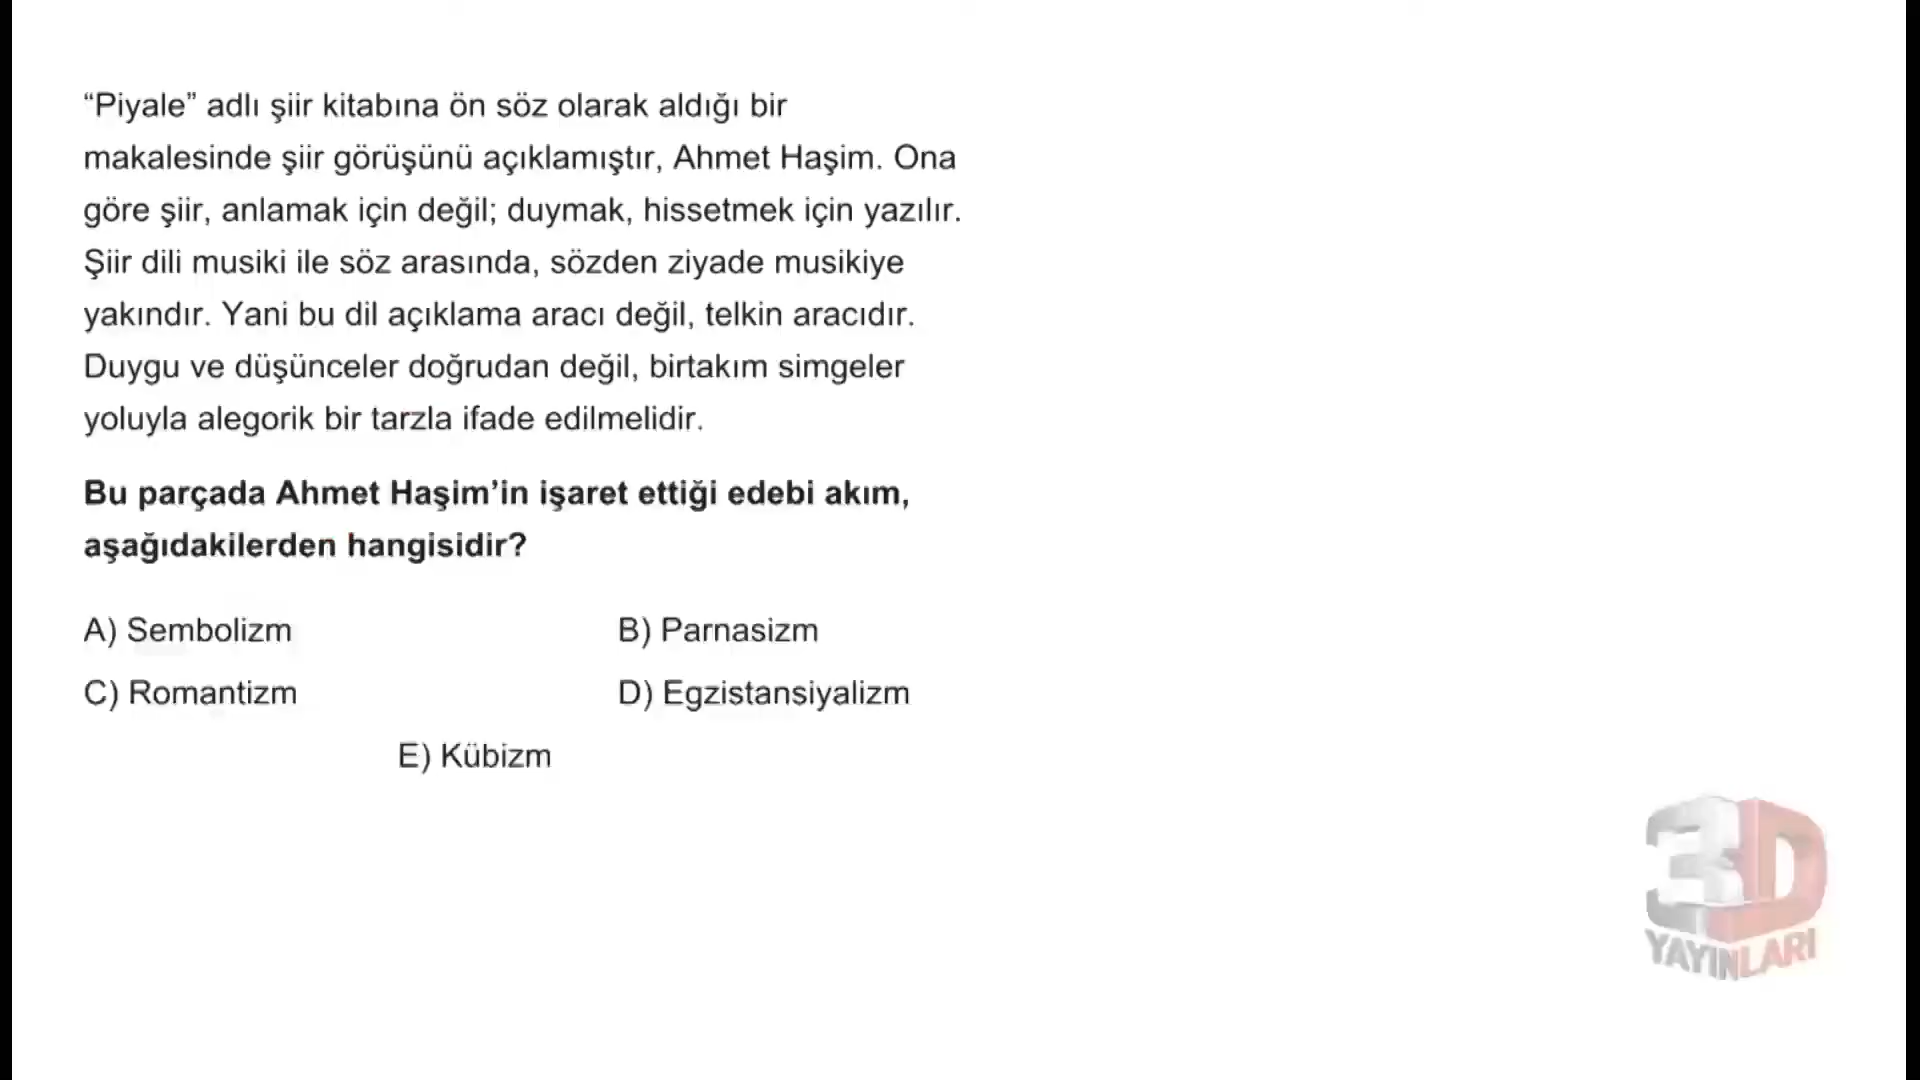 “Piyale” adlı şiir kitabına ön söz olarak aldığı bir
makalesinde şiir görüşünü açıklamıştır, Ahmet Haşim. Ona
göre şiir, anlamak için değil; duymak, hissetmek için yazılır.
Şiir dili musiki ile söz arasında, sözden ziyade musikiye
yakındır. Yani bu dil açıklama aracı değil, telkin aracıdır.
Duygu ve düşünceler doğrudan değil, birtakım simgeler
yoluyla alegorik bir tarzla ifade edilmelidir.
Bu parçada Ahmet Haşim’in işaret ettiği edebi akım,
aşağıdakilerden hangisidir?
A) Sembolizm B) Parnasizm
C) Romantizm D) Egzistansiyalizm
E) Kübizm
3D
YAYINLARI